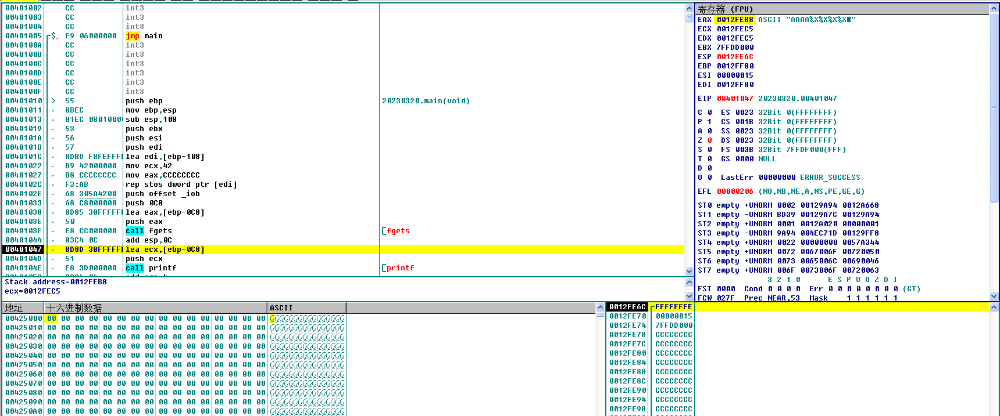 00401002 CC int3
00401003 CC int3
00401004 CC int3
00401005 $ E9 06000000 jmp main
0040100A CC int3
0040100B CC int3
0040100C CC int3
0040100D CC int3
0040100E CC int3
0040100F CC int3
00401010 > 55 push ebp 20230320.main(void)
00401011 . 8BEC mov ebp,esp
00401013 . 81EC 0801000 sub esp,108
00401019 . 53 push ebx
0040101A . 56 push esi
0040101B . 57 push edi
0040101C . 8DBD F8FEFFF lea edi,[ebp-108]
00401022 . B9 42000000 mov ecx,42
00401027 . B8 CCCCCCCC mov eax,CCCCCCCC
0040102C . F3:AB rep stos dword ptr [edi]
0040102E . 68 305A4200 push offset _iob
00401033 . 68 C8000000 push 0C8
00401038 . 8D85 38FFFFF lea eax,[ebp-0C8]
0040103E . 50 push eax
0040103F . E8 CC000000 call fgets [fgets
00401044 . 83C4 0C add esp,0C
00401047 . 8D8D 38FFFFF lea ecx,[ebp-0C8]
0040104D . 51 push ecx
0040104E . E8 3D000000 call printf [printf
Stack address=0012FEB8
ecx=0012FEC5
寄存器 (FPU)
EAX 0012FEB8 ASCII "AAAA%X%X%X%X■"
ECX 0012FEC5
EDX 0012FEC5
EBX 7FFDD000
ESP 0012FE6C
EBP 0012FF80
ESI 00000015
EDI 0012FF80
EIP 00401047 20230320.00401047
C 0 ES 0023 32Bit 0(FFFFFFFF)
P 1 CS 001B 32Bit 0(FFFFFFFF)
A 0 SS 0023 32Bit 0(FFFFFFFF)
Z 0 DS 0023 32Bit 0(FFFFFFFF)
S 0 FS 003B 32Bit 7FFDF000(FFF)
T 0 GS 0000 NULL
D 0
O 0 LastErr 00000000 ERROR_SUCCESS
EFL 00000206 (NO,NB,NE,A,NS,PE,GE,G)
ST0 empty +UNORM 0002 00129A94 0012A668
ST1 empty -UNORM BD39 00129A7C 00129A94
ST2 empty +UNORM 0001 0012A020 00000001
ST3 empty -UNORM 9A94 004EC71D 00129FF8
ST4 empty +UNORM 0022 00000000 0057A344
ST5 empty +UNORM 0072 0067006F 00720050
ST6 empty +UNORM 0073 0065006C 00690046
ST7 empty +UNORM 006F 0073006F 00720063
3 2 1 0 E S P U O Z D I
FST 0000 Cond 0 0 0 0 Err 0 0 0 0 0 0 0 0 (GT)
FCW 027F Prec NEAR,53 Mask 1 1 1 1 1 1
地址 十六进制数据 ASCII
00425000 00 00 00 00 00 00 00 00 00 00 00 00 00 00 00 00
00425010 00 00 00 00 00 00 00 00 00 00 00 00 00 00 00 00
00425020 00 00 00 00 00 00 00 00 00 00 00 00 00 00 00 00
00425030 00 00 00 00 00 00 00 00 00 00 00 00 00 00 00 00
00425040 00 00 00 00 00 00 00 00 00 00 00 00 00 00 00 00
00425050 00 00 00 00 00 00 00 00 00 00 00 00 00 00 00 00
00425060 00 00 00 00 00 00 00 00 00 00 00 00 00 00 00 00
00425070 00 00 00 00 00 00 00 00 00 00 00 00 00 00 00 00
00425080 00 00 00 00 00 00 00 00 00 00 00 00 00 00 00 00
00425090 00 00 00 00 00 00 00 00 00 00 00 00 00 00 00 00
004250A0 00 00 00 00 00 00 00 00 00 00 00 00 00 00 00 00
0012FE6C FFFFFFFE
0012FE70 00000015
0012FE74 7FFDD000
0012FE78 CCCCCCCC
0012FE7C CCCCCCCC
0012FE80 CCCCCCCC
0012FE84 CCCCCCCC
0012FE88 CCCCCCCC
0012FE8C CCCCCCCC
0012FE90 CCCCCCCC
0012FE94 CCCCCCCC
0012FE98 CCCCCCCC